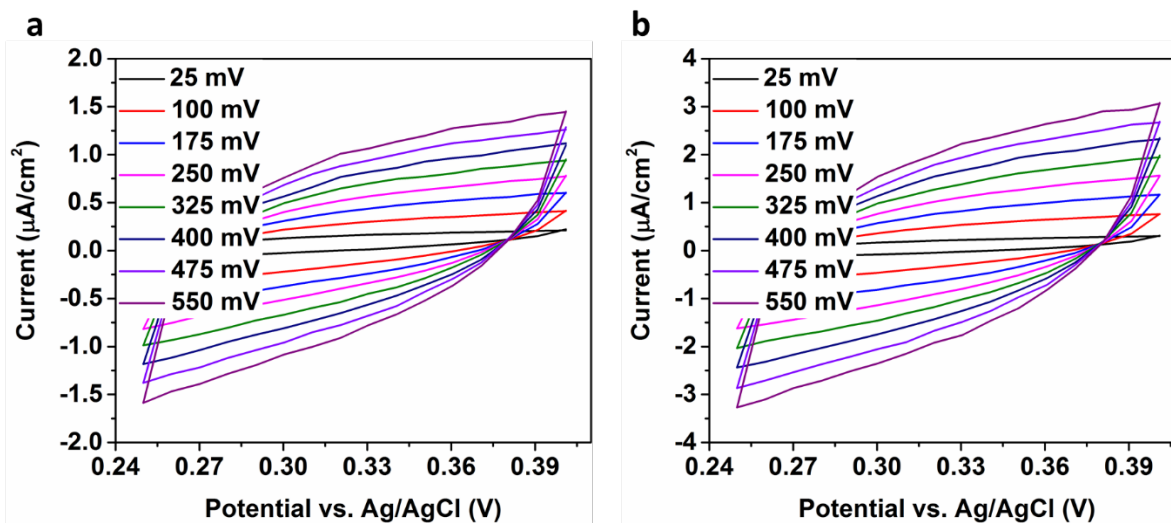 a
2.0
1.5
1.0
0.5
0.0
-0.5
-1.0
-1.5
-2.0
Current (µA/cm²)
25 mV
100 mV
175 mV
250 mV
325 mV
400 mV
475 mV
550 mV
0.24 0.27 0.30 0.33 0.36 0.39
Potential vs. Ag/AgCl (V)
b
4
3
2
1
0
-1
-2
-3
-4
Current (µA/cm²)
25 mV
100 mV
175 mV
250 mV
325 mV
400 mV
475 mV
550 mV
0.24 0.27 0.30 0.33 0.36 0.39
Potential vs. Ag/AgCl (V)